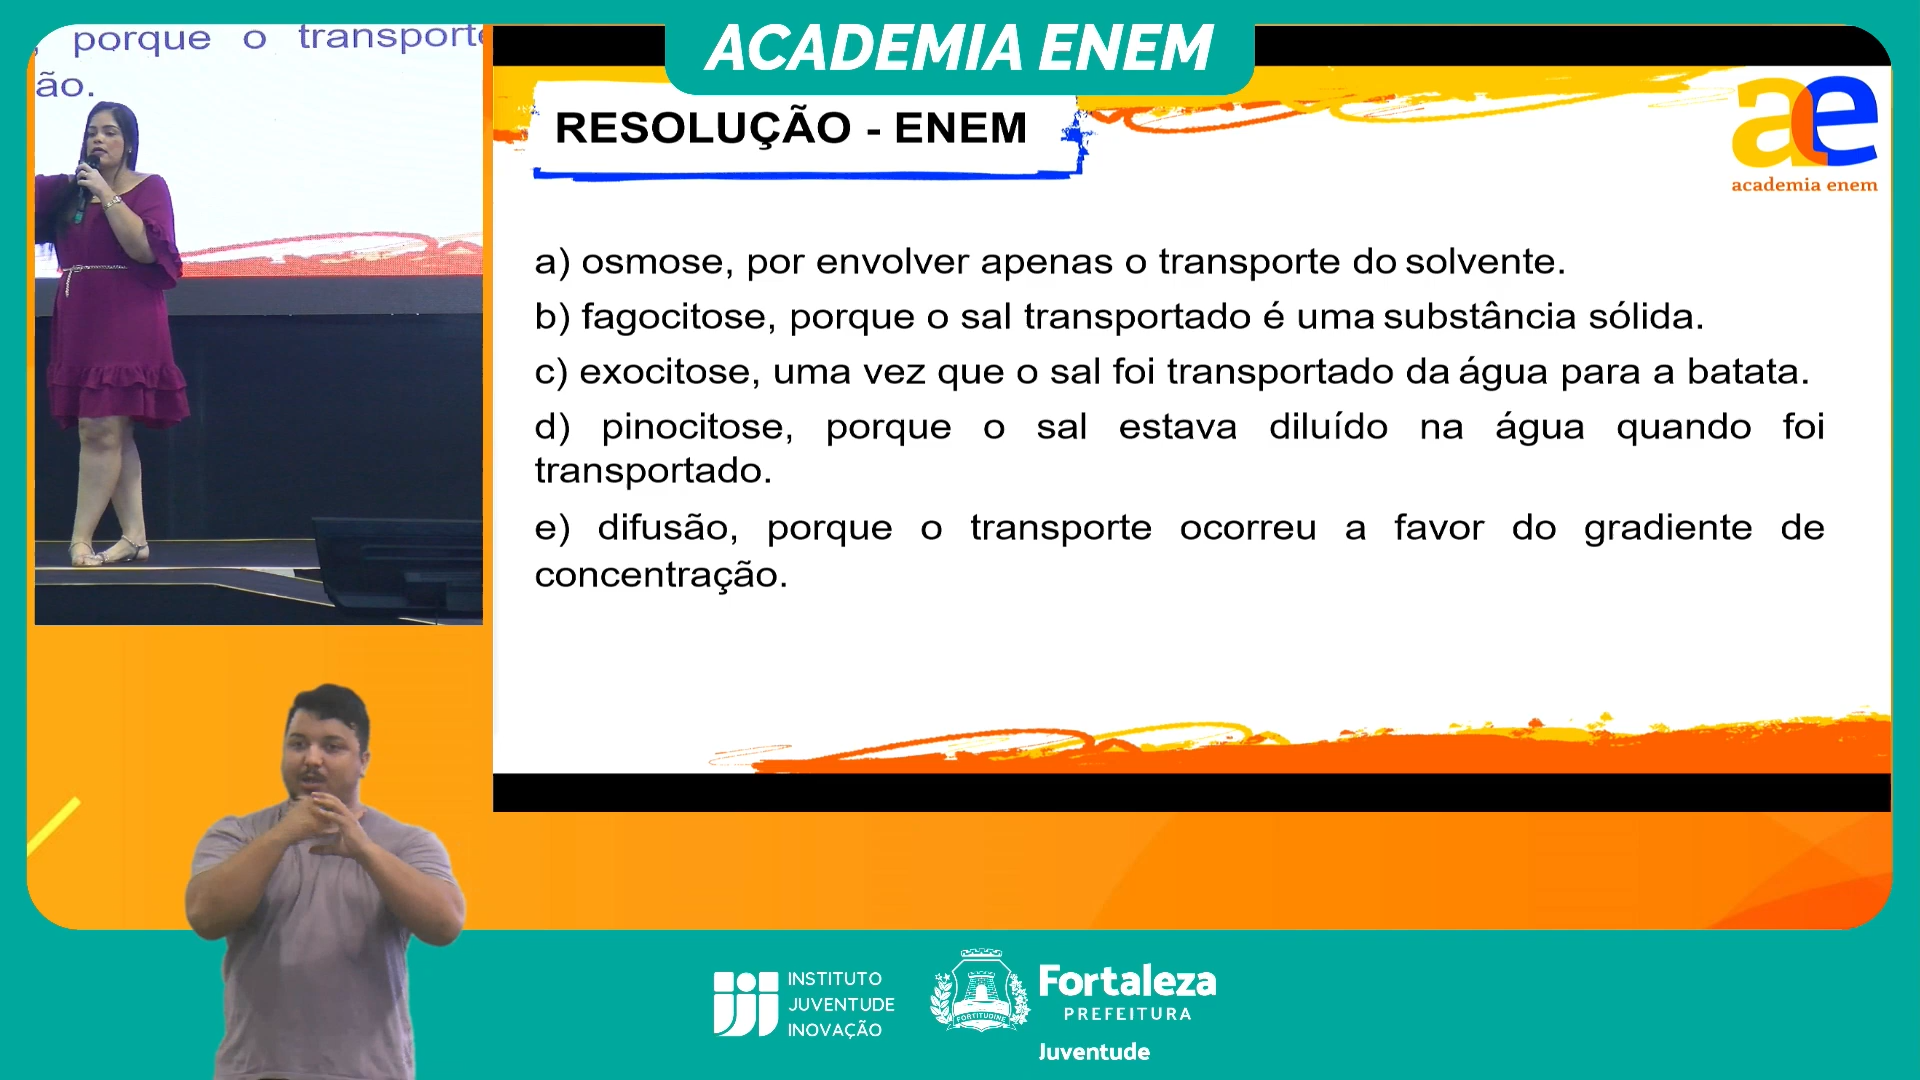 ACADEMIA ENEM
porque o transporte
ão.
RESOLUÇÃO - ENEM
ae
academia enem
a) osmose, por envolver apenas o transporte do solvente.
b) fagocitose, porque o sal transportado é uma substância sólida.
c) exocitose, uma vez que o sal foi transportado da água para a batata.
d) pinocitose, porque o sal estava diluído na água quando foi
transportado.
e) difusão, porque o transporte ocorreu a favor do gradiente de
concentração.
INSTITUTO
JUVENTUDE
INOVAÇÃO
FORTITUDINE
Fortaleza
PREFEITURA
Juventude